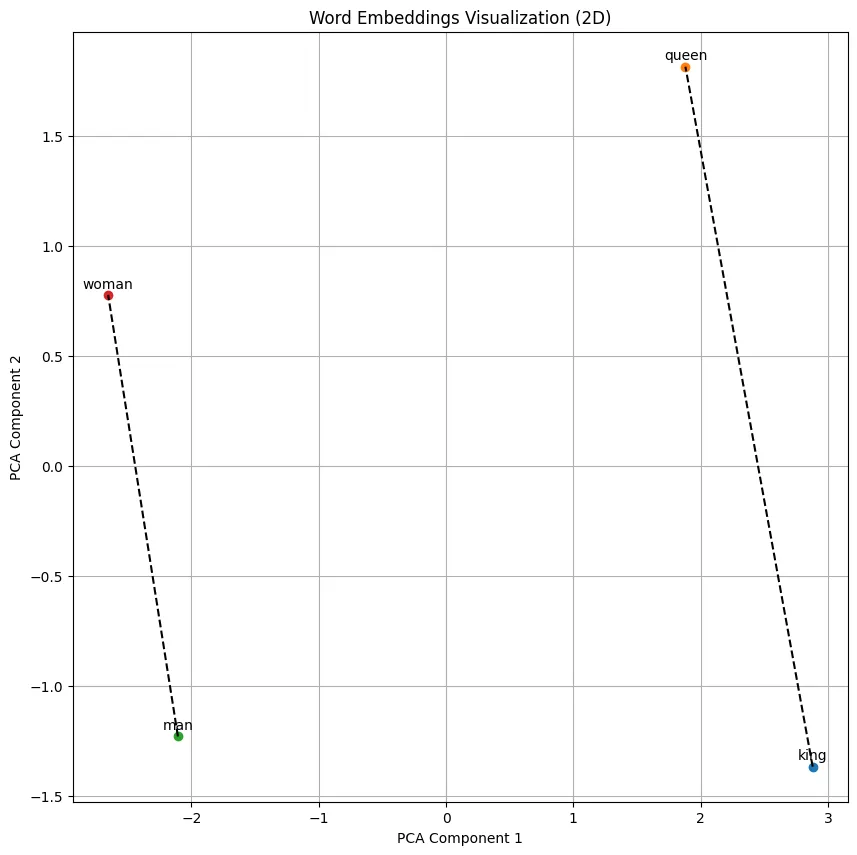 Word Embeddings Visualization (2D)
queen
1.5
1.0
woman
0.5
PCA Component 2
0.0
−0.5
−1.0
man
king
−1.5
−2
−1
0
1
2
3
PCA Component 1